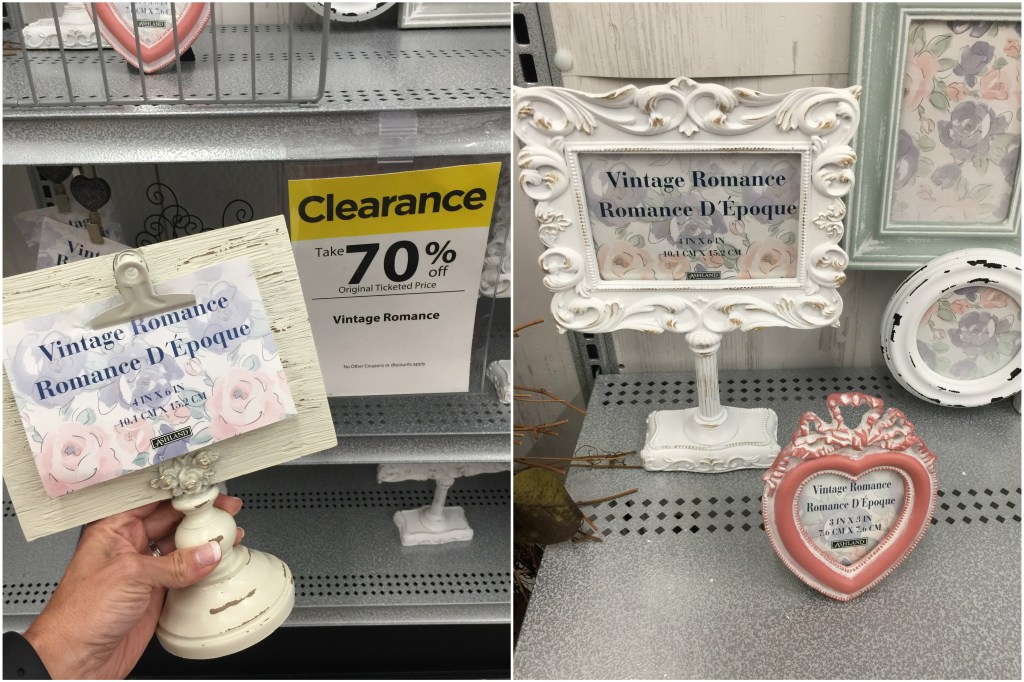 ASHLAND
Clearance
Take 70% off
Original Ticketed Price
Vintage Romance
No Other Coupons or discounts apply
Vintage
Vintage Romance
Romance D'Époque
4 IN X 6 IN
10.1 CM X 15.2 CM
ASHLAND
Vintage Romance
Romance D'Époque
4 IN X 6 IN
10.1 CM X 15.2 CM
ASHLAND
Vintage Romance
Romance D'Époque
3 IN X 3 IN
7.6 CM X 7.6 CM
ASHLAND